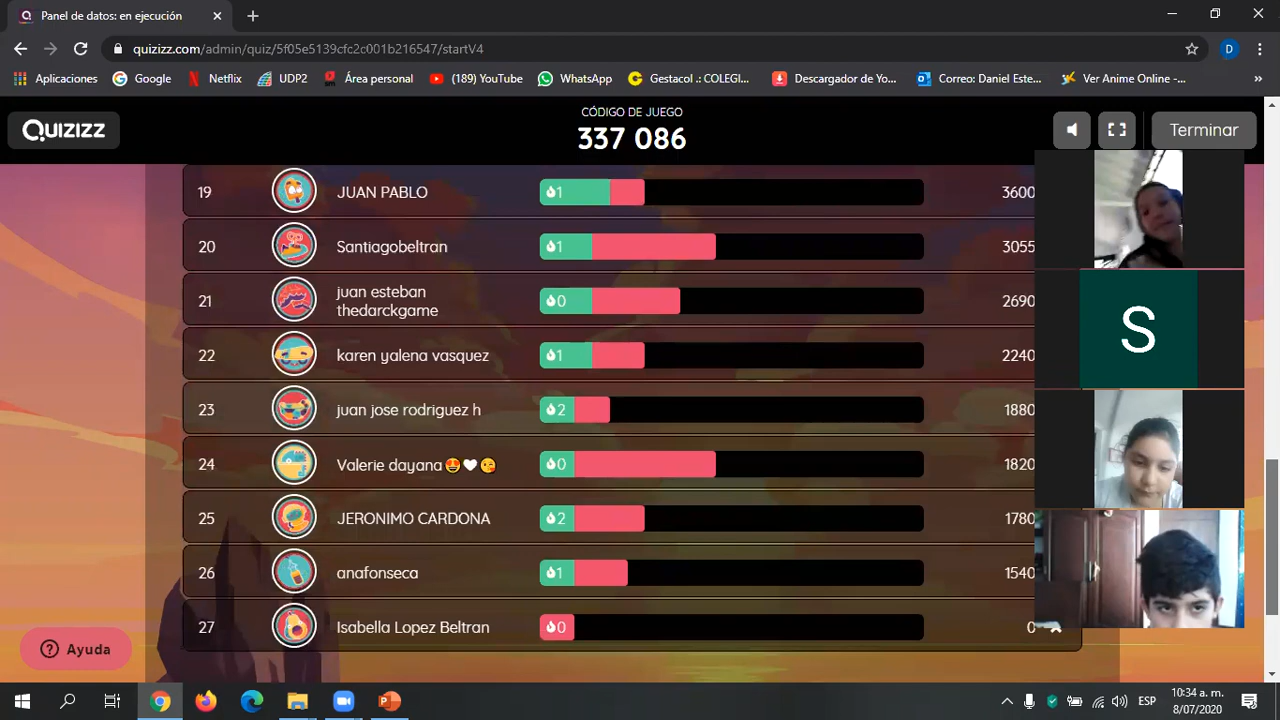 Panel de datos: en ejecución
quizizz.com/admin/quiz/5f05e5139cfc2c001b216547/startV4
D
Aplicaciones Google Netflix UDP2 Área personal (189) YouTube WhatsApp Gestacol .: COLEGI... Descargador de Yo... Correo: Daniel Este... Ver Anime Online -... »
Quizizz
CÓDIGO DE JUEGO
337 086
Terminar
19 JUAN PABLO 1 3600
20 Santiagobeltran 1 3055
21 juan esteban
thedarckgame 0 2690
22 karen yalena vasquez 1 2240
23 juan jose rodriguez h 2 1880
24 Valerie dayana🤩🤍😘 0 1820
25 JERONIMO CARDONA 2 1780
26 anafonseca 1 1540
27 Isabella Lopez Beltran 0 0
S
Ayuda
ESP
10:34 a. m.
8/07/2020